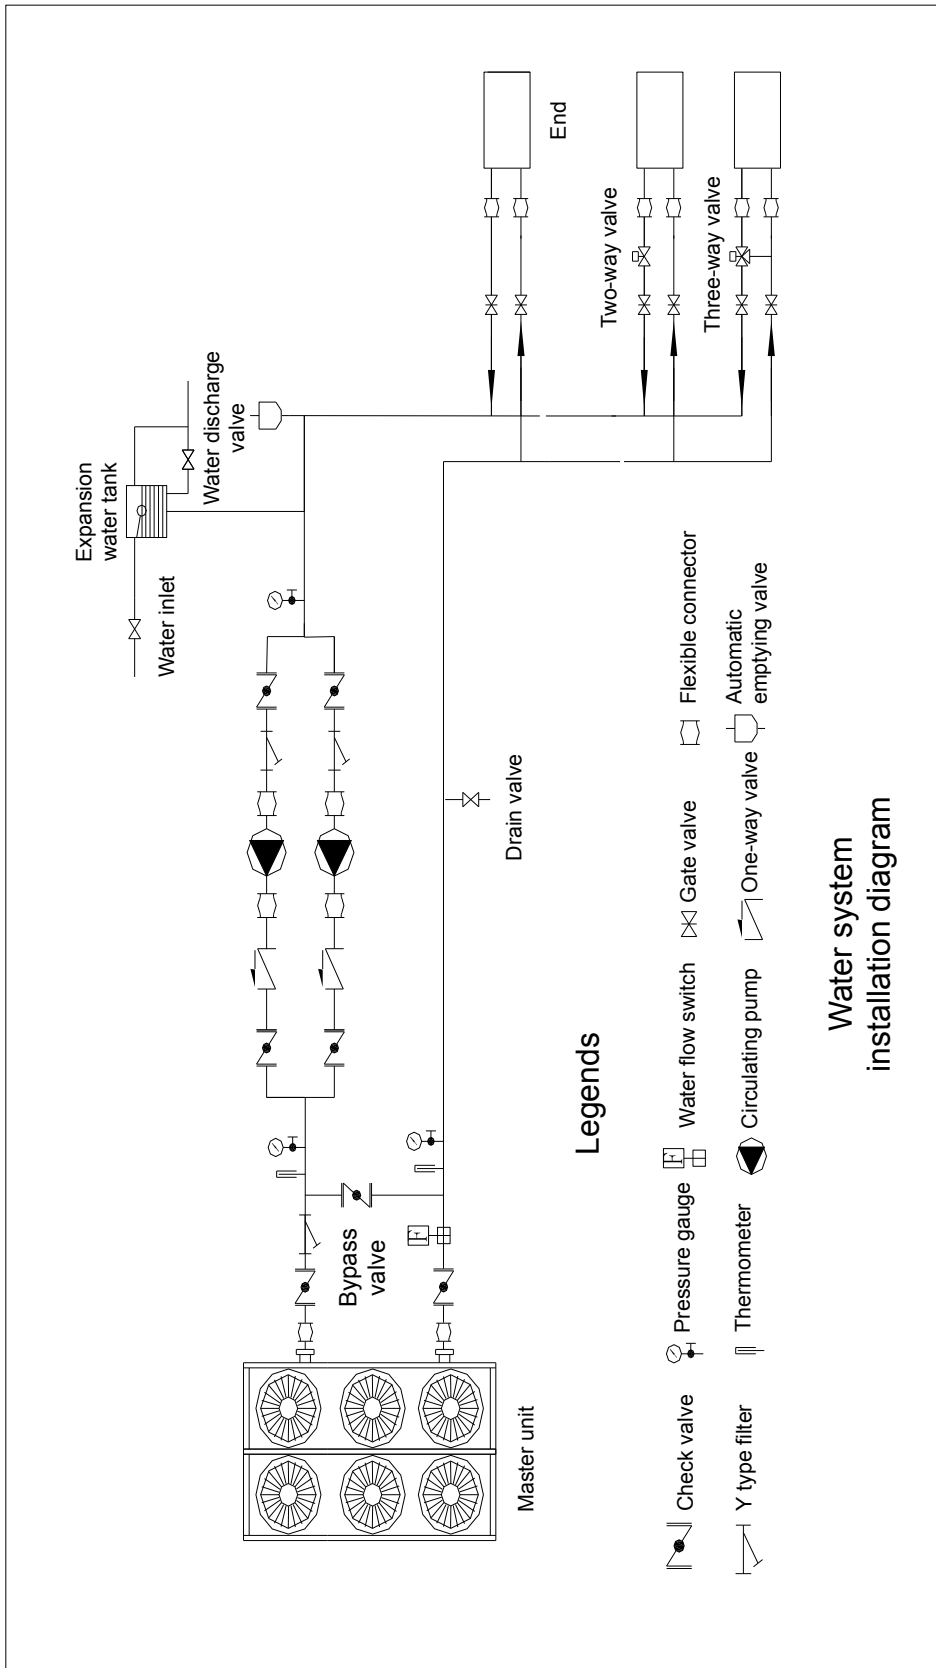 End
Two-way valve
Three-way valve
Water discharge
valve
Expansion
water tank
Water inlet
Drain valve
Bypass
valve
F
Master unit
Legends
Check valve
Pressure gauge
F
Water flow switch
Gate valve
Flexible connector
Y type filter
Thermometer
Circulating pump
One-way valve
Automatic
emptying valve
Water system
installation diagram